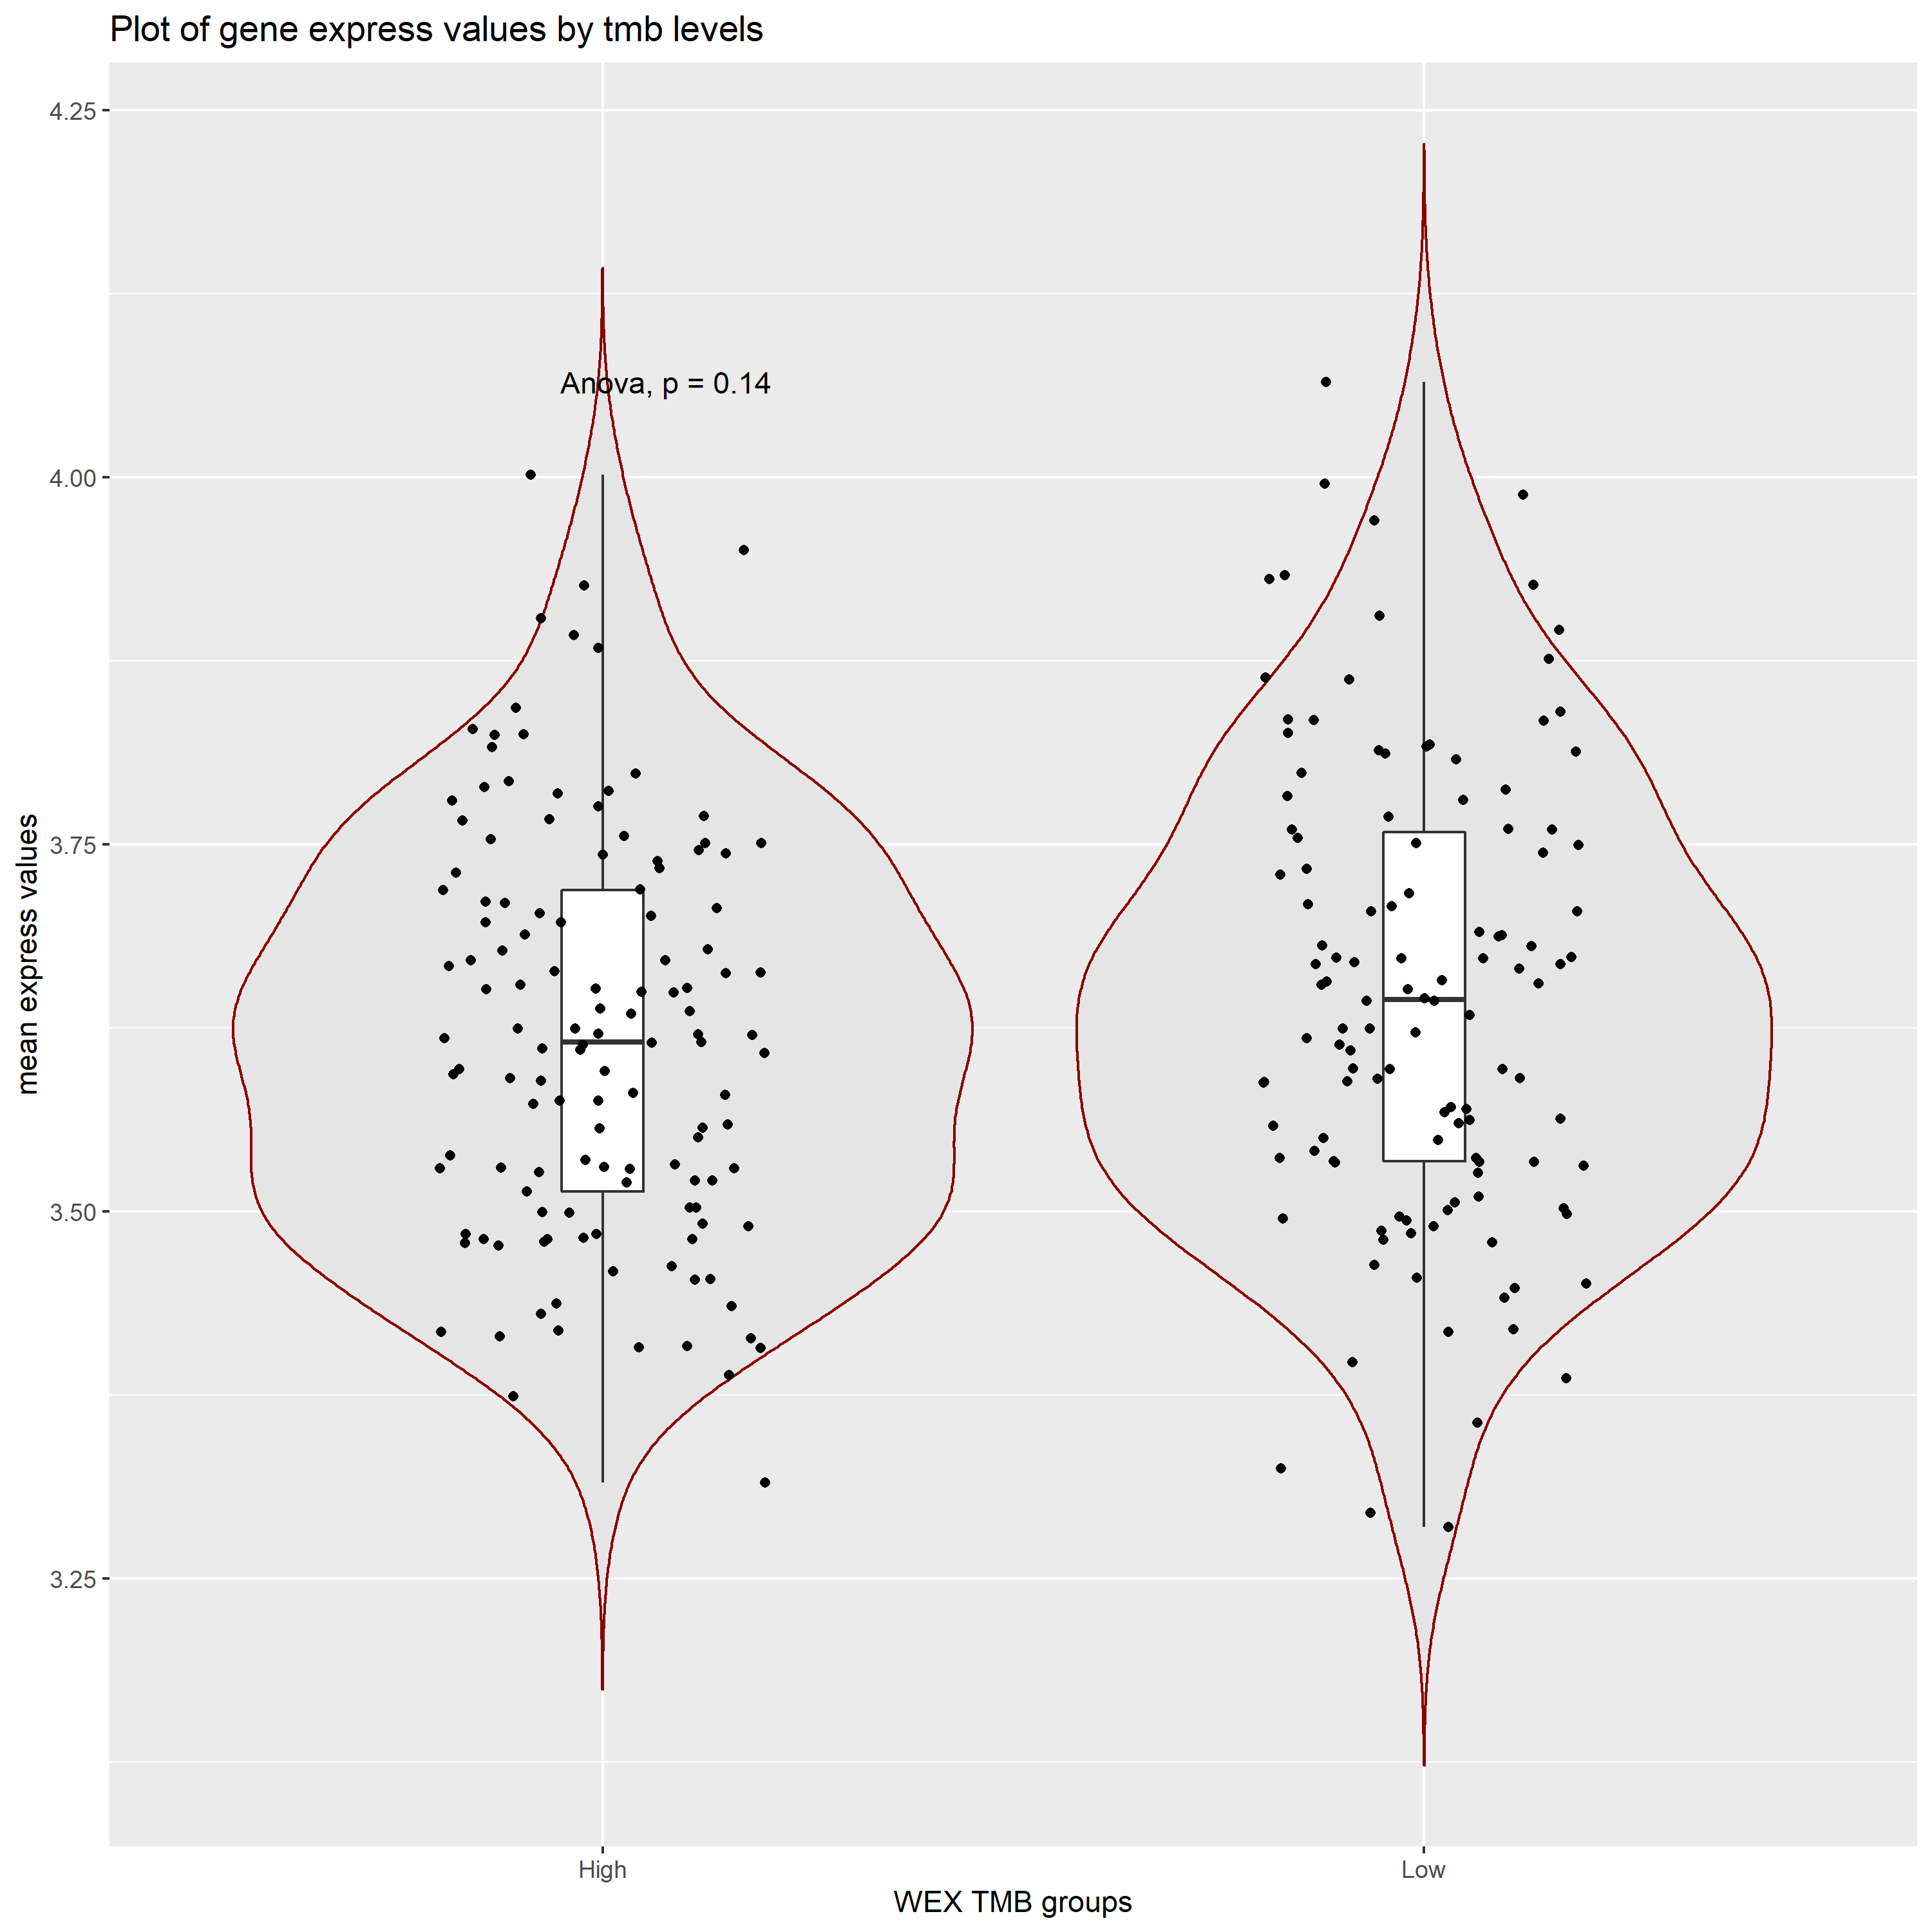 Plot of gene express values by tmb levels
4.25
Anova, p = 0.14
4.00
mean express values
3.75
3.50
3.25
High
Low
WEX TMB groups